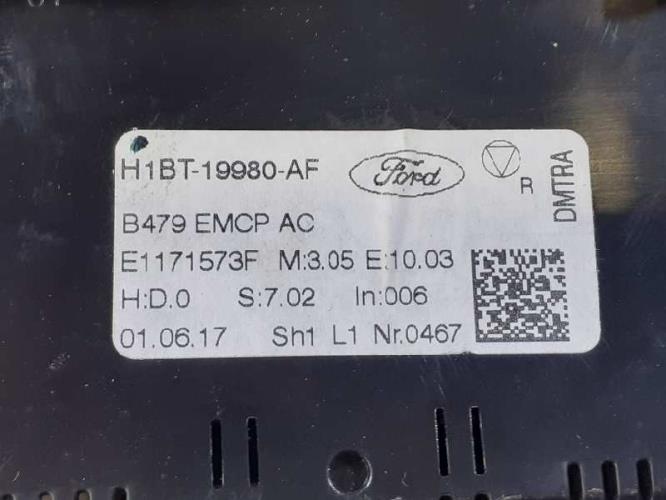 H1BT-19980-AF
Ford
R
DMTRA
B479 EMCP AC
E1171573F M:3.05 E:10.03
H:D.0 S:7.02 In:006
01.06.17 Sh1 L1 Nr.0467